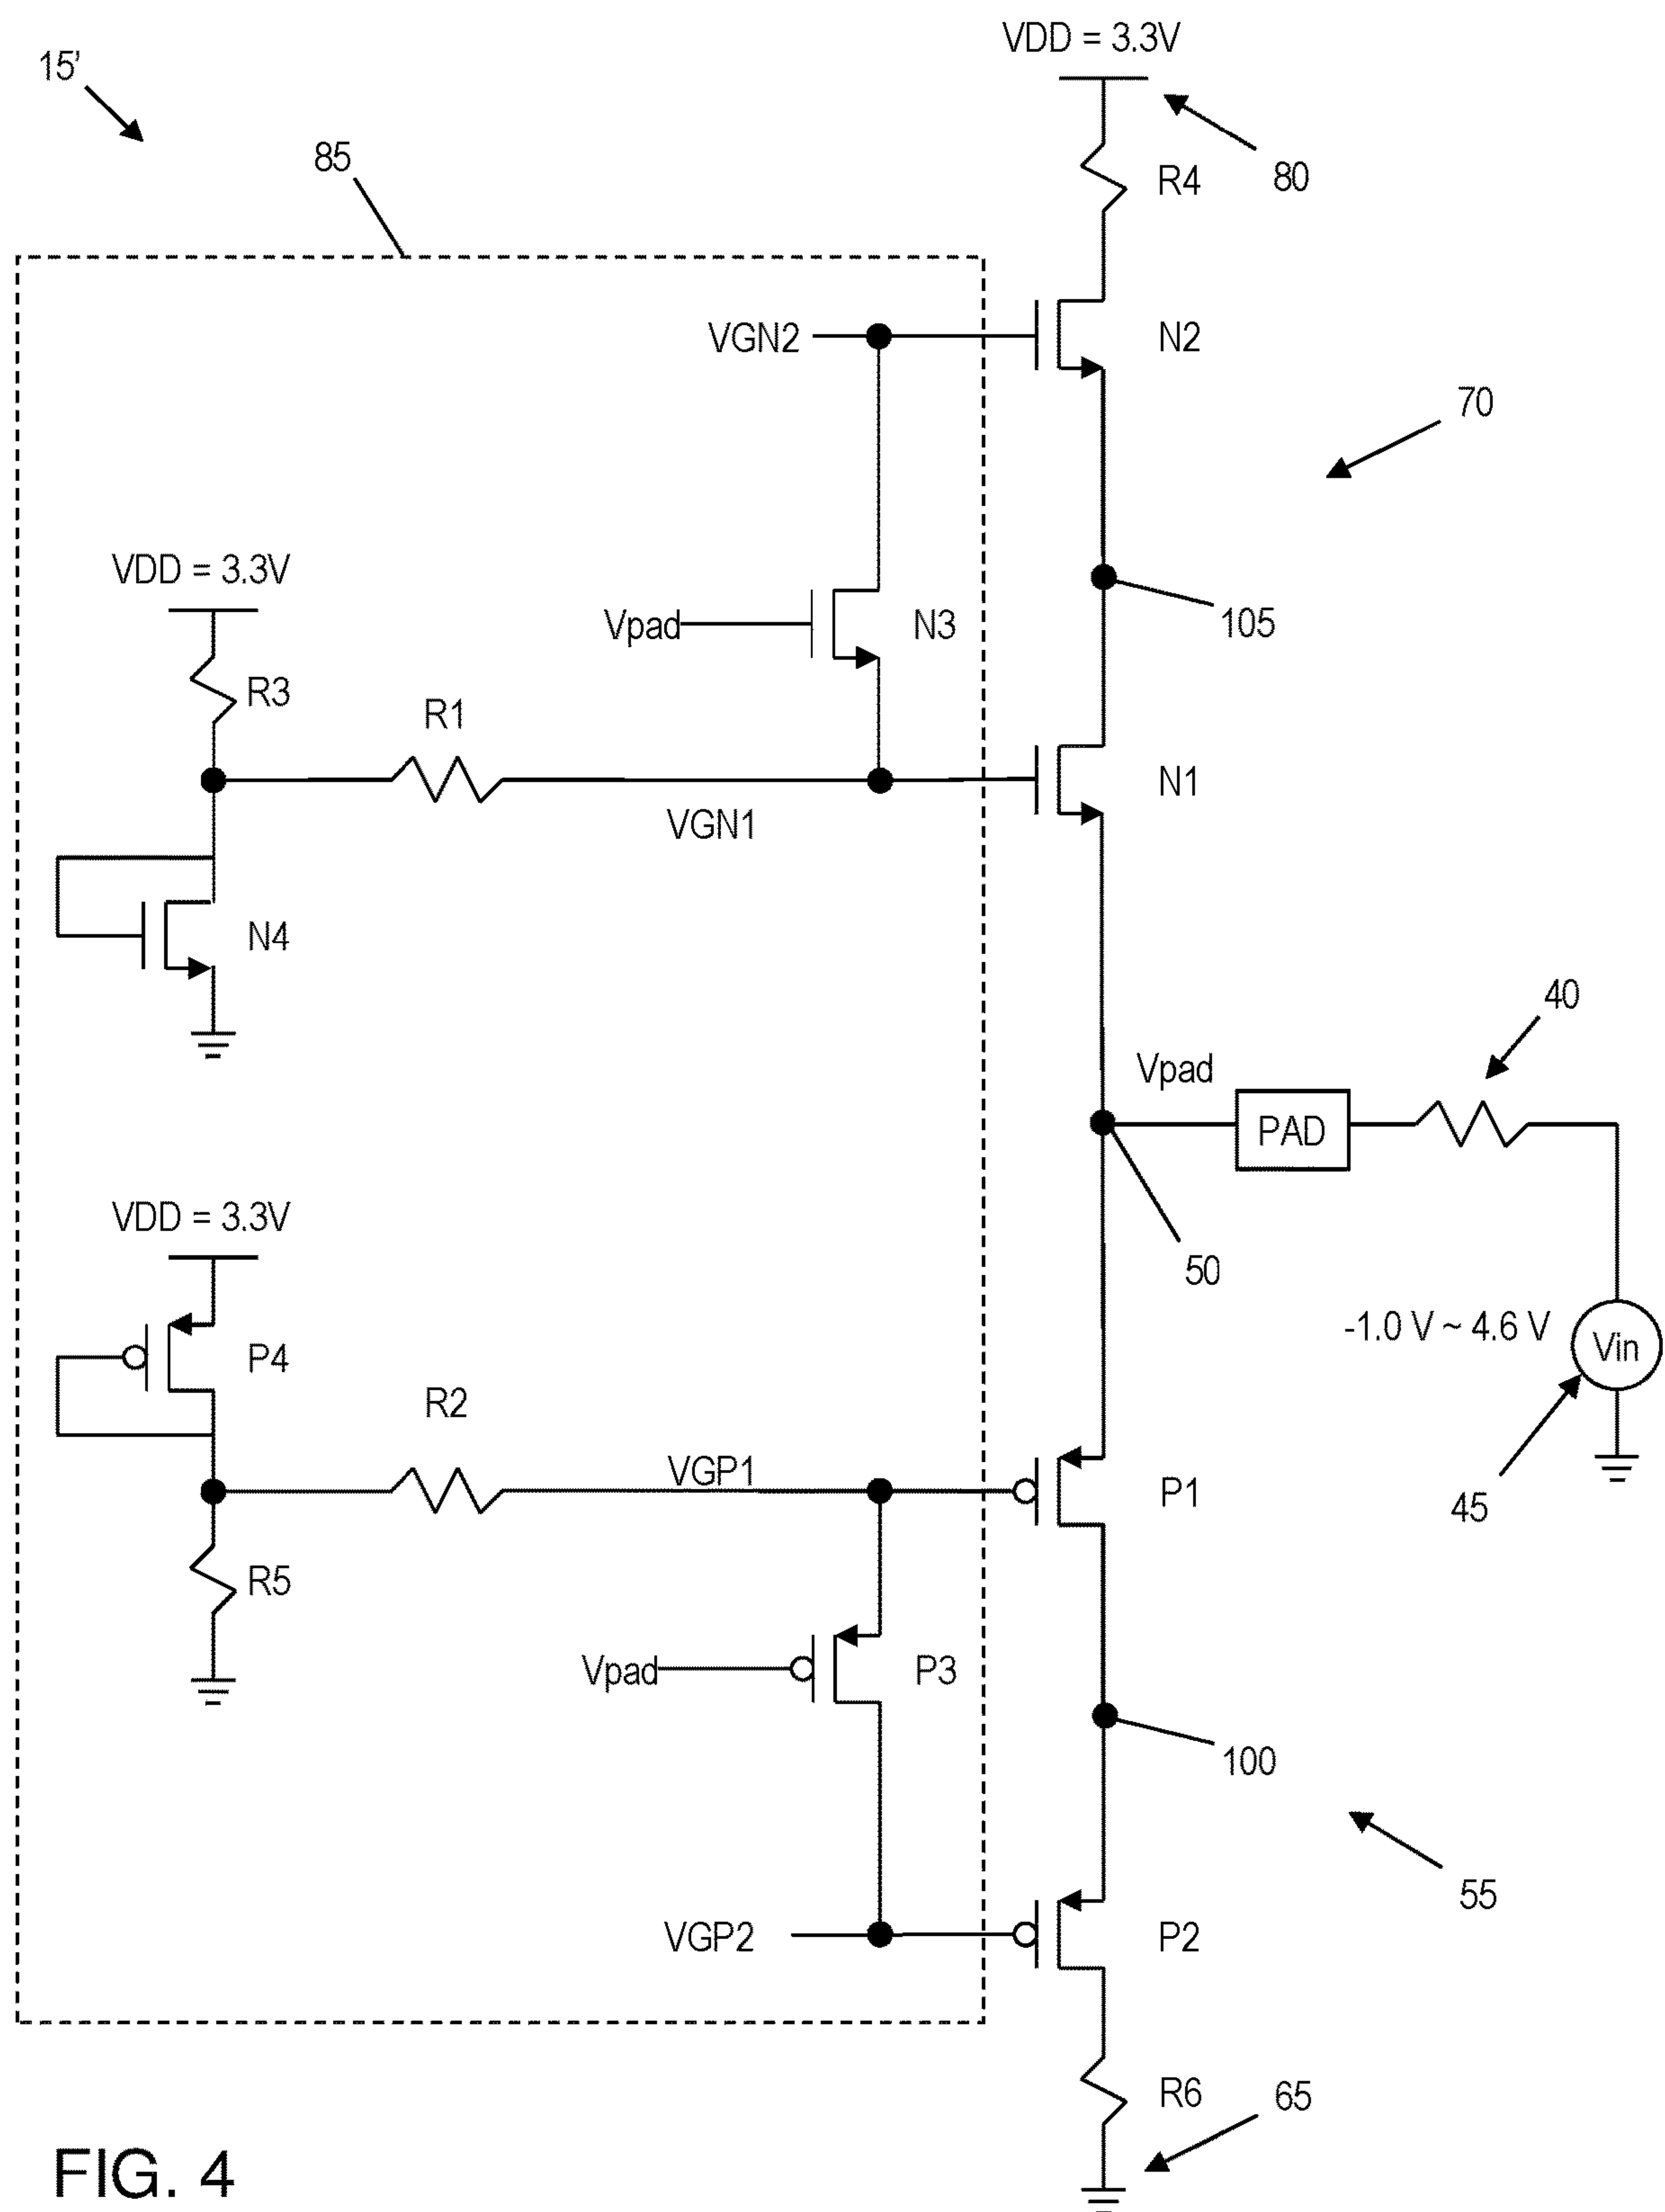 VDD = 3.3V
15'
85
R4
80
VGN2
N2
70
VDD = 3.3V
Vpad
N3
105
R3
R1
N1
VGN1
N4
40
Vpad
PAD
VDD = 3.3V
50
-1.0 V ~ 4.6 V
Vin
P4
R2
VGP1
P1
45
R5
Vpad
P3
100
55
VGP2
P2
R6
65
FIG. 4